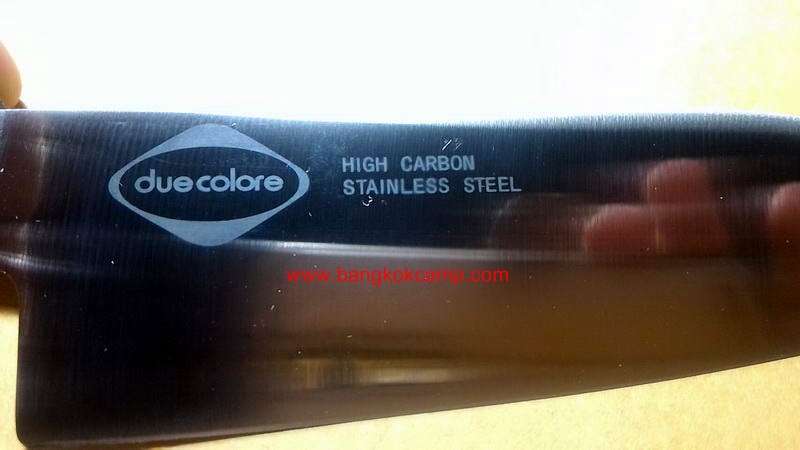 duecolore
HIGH CARBON
STAINLESS STEEL
www.bangkokcamp.com